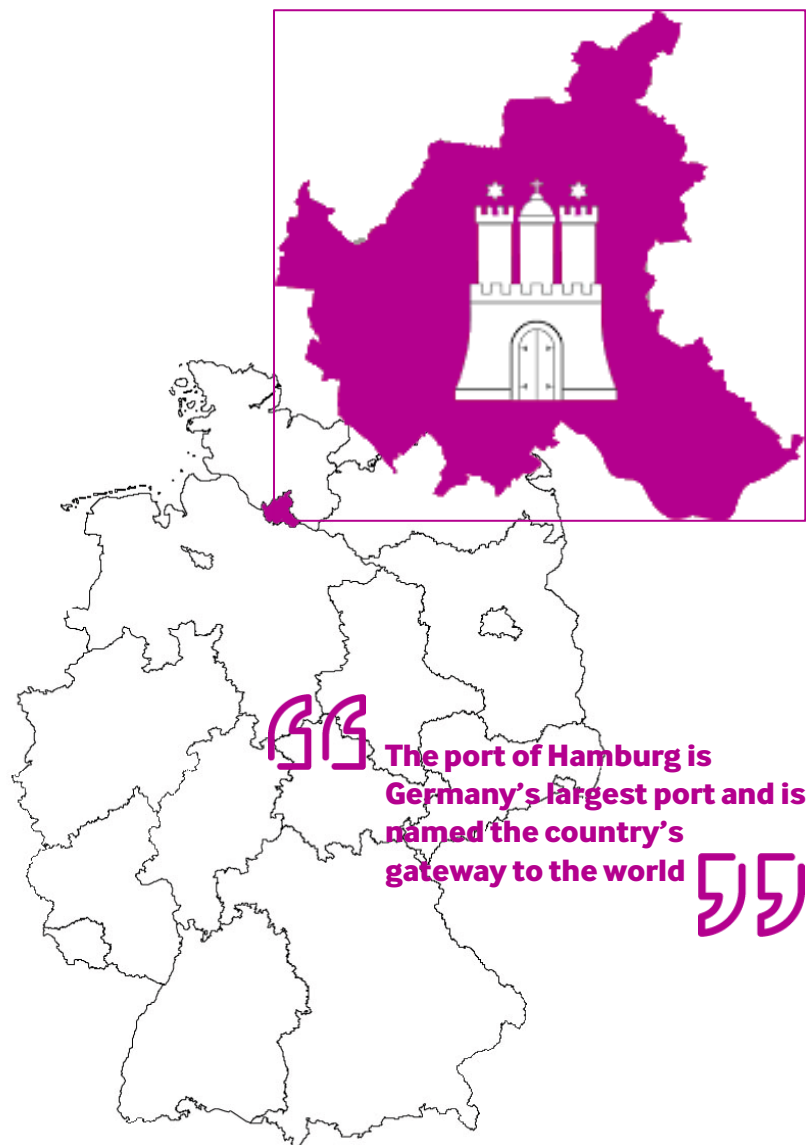 The port of Hamburg is
Germany’s largest port and is
named the country’s
gateway to the world